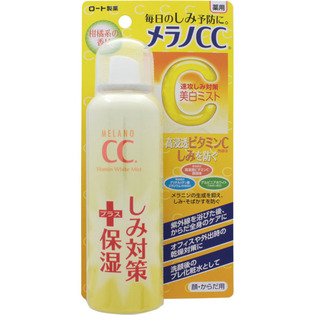 ロート製薬
毎日のしみ予防に。
薬用
メラノCC®
柑橘系の
香り
C
速攻しみ対策
美白ミスト
高浸透ビタミンC
しみを防ぐ
メラニンの生成を抑え、
しみ・そばかすを防ぐ
紫外線を浴びた後、
からだ全身のケアに
オフィスや外出時の
乾燥対策に
洗顔後の
プレ化粧水として
顔・からだ用
MELANO
CC
しみ対策
プラス
保湿